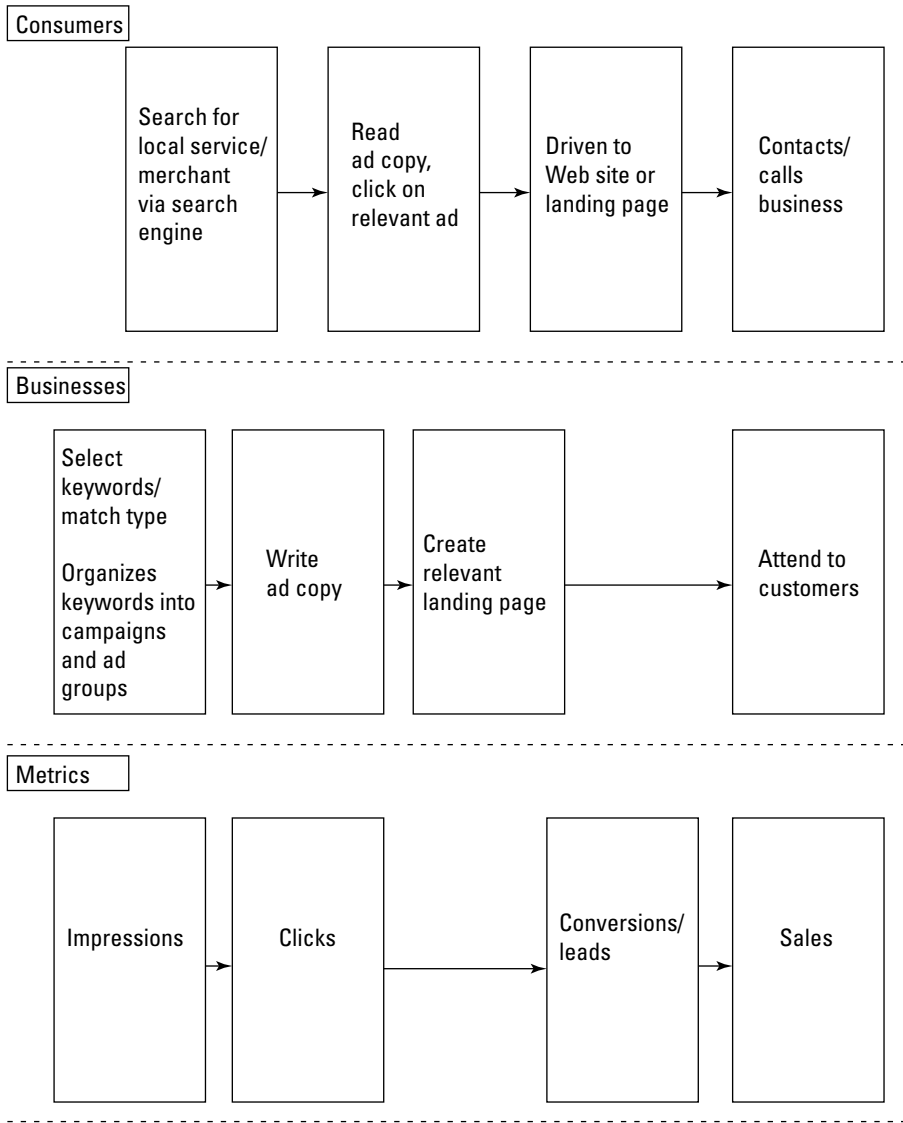 Consumers
Search for
local service/
merchant
via search
engine
Read
ad copy,
click on
relevant ad
Driven to
Web site or
landing page
Contacts/
calls
business
Businesses
Select
keywords/
match type
Organizes
keywords into
campaigns
and ad
groups
Write
ad copy
Create
relevant
landing page
Attend to
customers
Metrics
Impressions
Clicks
Conversions/
leads
Sales